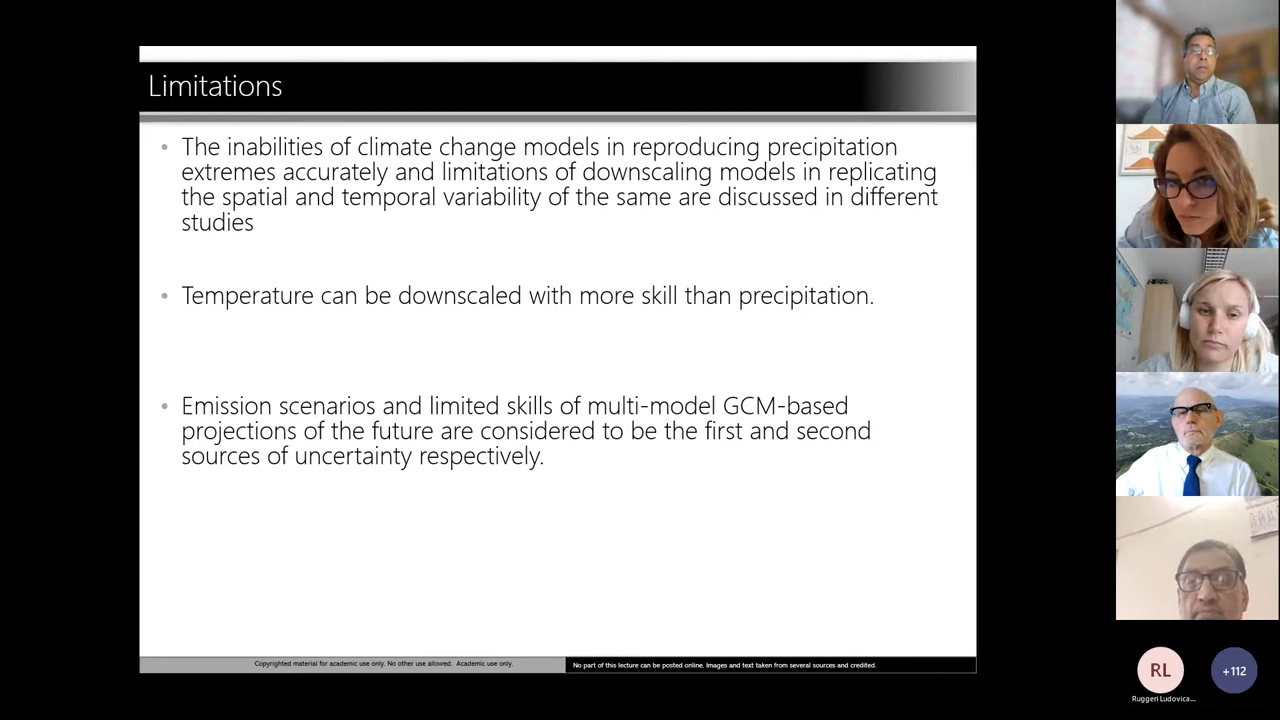 Limitations
• The inabilities of climate change models in reproducing precipitation
extremes accurately and limitations of downscaling models in replicating
the spatial and temporal variability of the same are discussed in different
studies
• Temperature can be downscaled with more skill than precipitation.
• Emission scenarios and limited skills of multi-model GCM-based
projections of the future are considered to be the first and second
sources of uncertainty respectively.
Copyrighted material for academic use only. No other use allowed. Academic use only.
No part of this lecture can be posted online. Images and text taken from several sources and credited.
RL
+112
Ruggeri Ludovica...